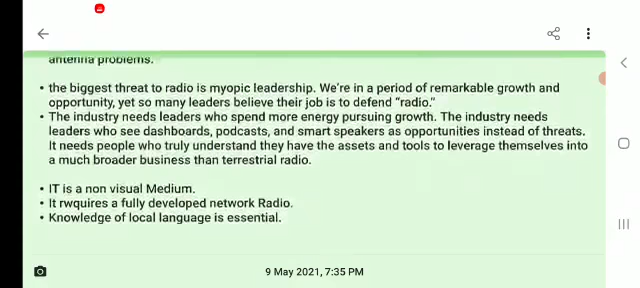 antenna problems.
• the biggest threat to radio is myopic leadership. We're in a period of remarkable growth and
opportunity, yet so many leaders believe their job is to defend “radio.”
• The industry needs leaders who spend more energy pursuing growth. The industry needs
leaders who see dashboards, podcasts, and smart speakers as opportunities instead of threats.
It needs people who truly understand they have the assets and tools to leverage themselves into
a much broader business than terrestrial radio.
• IT is a non visual Medium.
• It rwquires a fully developed network Radio.
• Knowledge of local language is essential.
9 May 2021, 7:35 PM